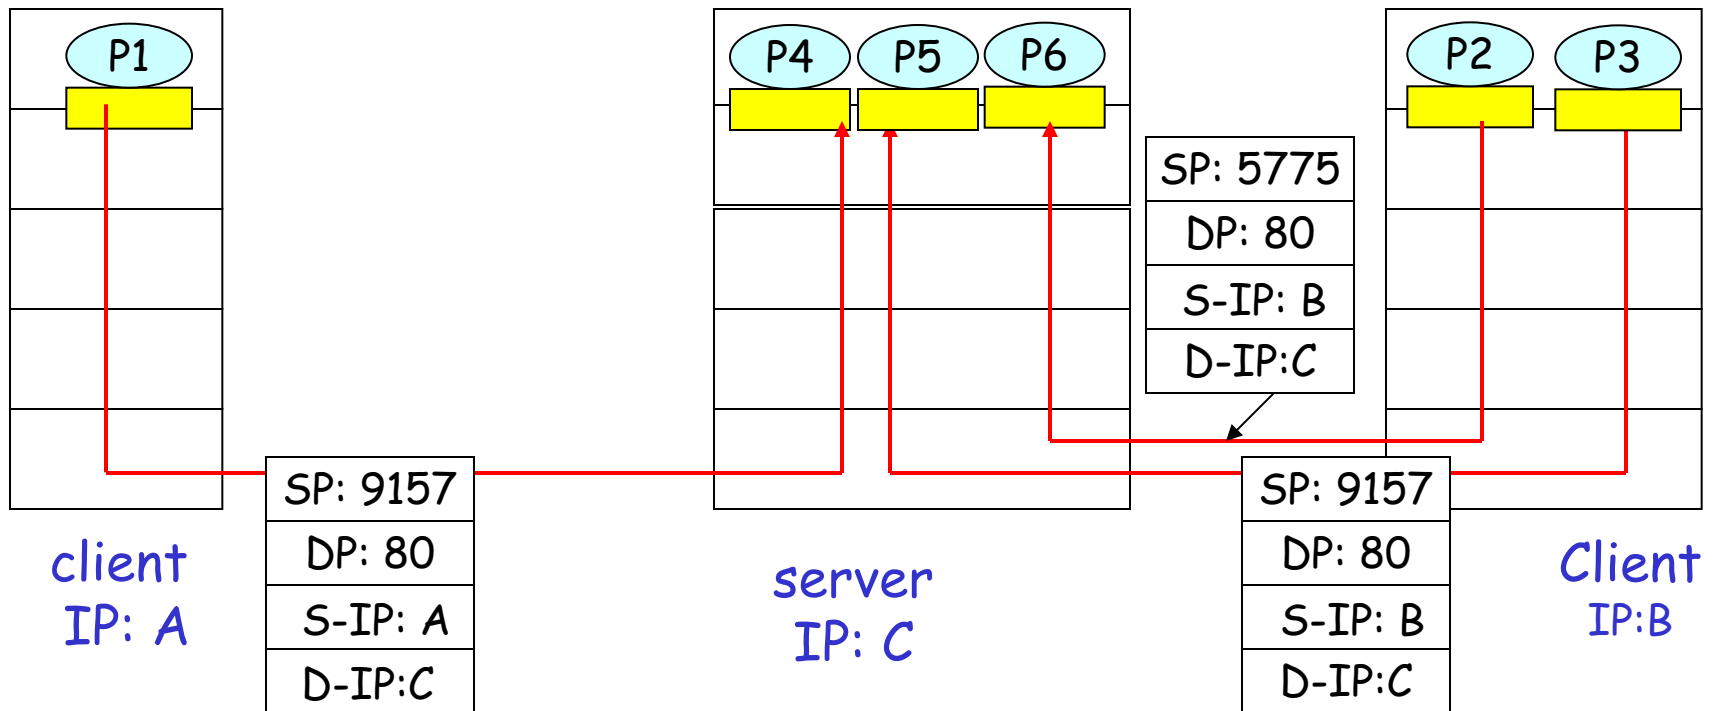 P1
P4
P5
P6
P2
P3
SP: 5775
DP: 80
S-IP: B
D-IP:C
SP: 9157
DP: 80
S-IP: A
D-IP:C
SP: 9157
DP: 80
S-IP: B
D-IP:C
client
IP: A
server
IP: C
Client
IP:B